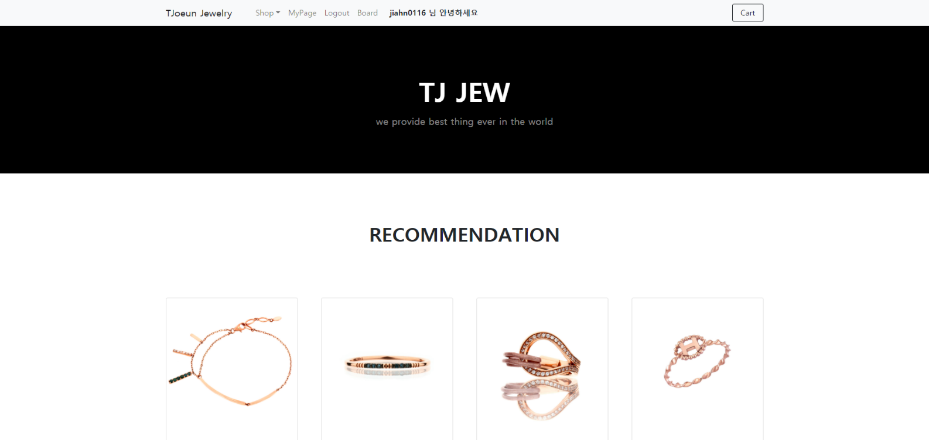 TJoeun Jewelry Shop MyPage Logout Board jiahn0116 님 안녕하세요 Cart
TJ JEW
we provide best thing ever in the world
RECOMMENDATION